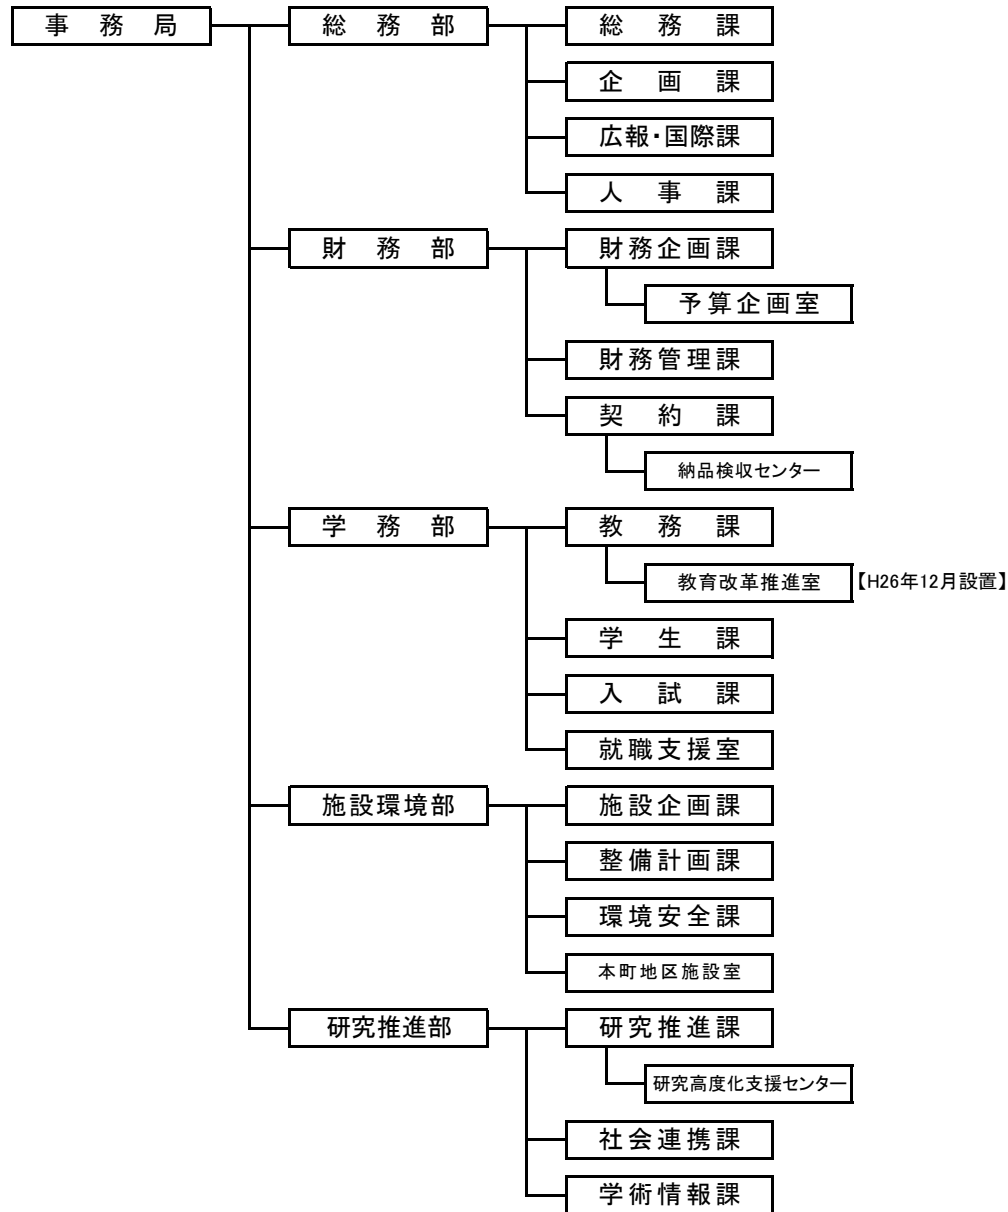 事務局 総務部 総務課
企画課
広報・国際課
人事課
財務部 財務企画課
予算企画室
財務管理課
契約課
納品検収センター
学務部 教務課
教育改革推進室 【H26年12月設置】
学生課
入試課
就職支援室
施設環境部 施設企画課
整備計画課
環境安全課
本町地区施設室
研究推進部 研究推進課
研究高度化支援センター
社会連携課
学術情報課